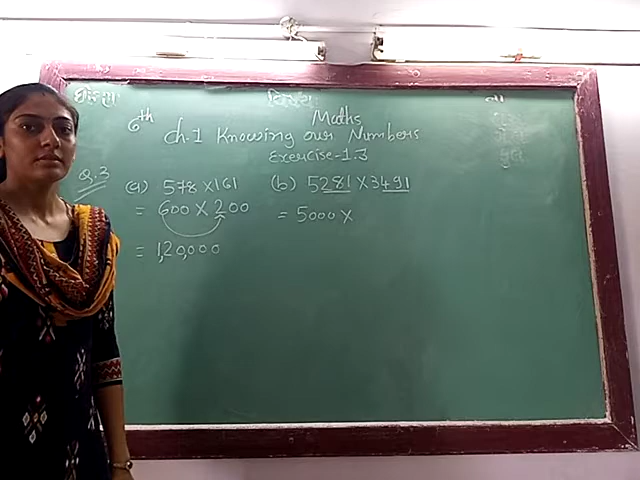 વિષય:
તા
6th Maths
Ch.1 Knowing our Numbers
Exercise-1.3
Q.3
(a) 578 X 161
(b) 5281 X 3491
= 600 X 200
= 5000 X
= 1,20,000